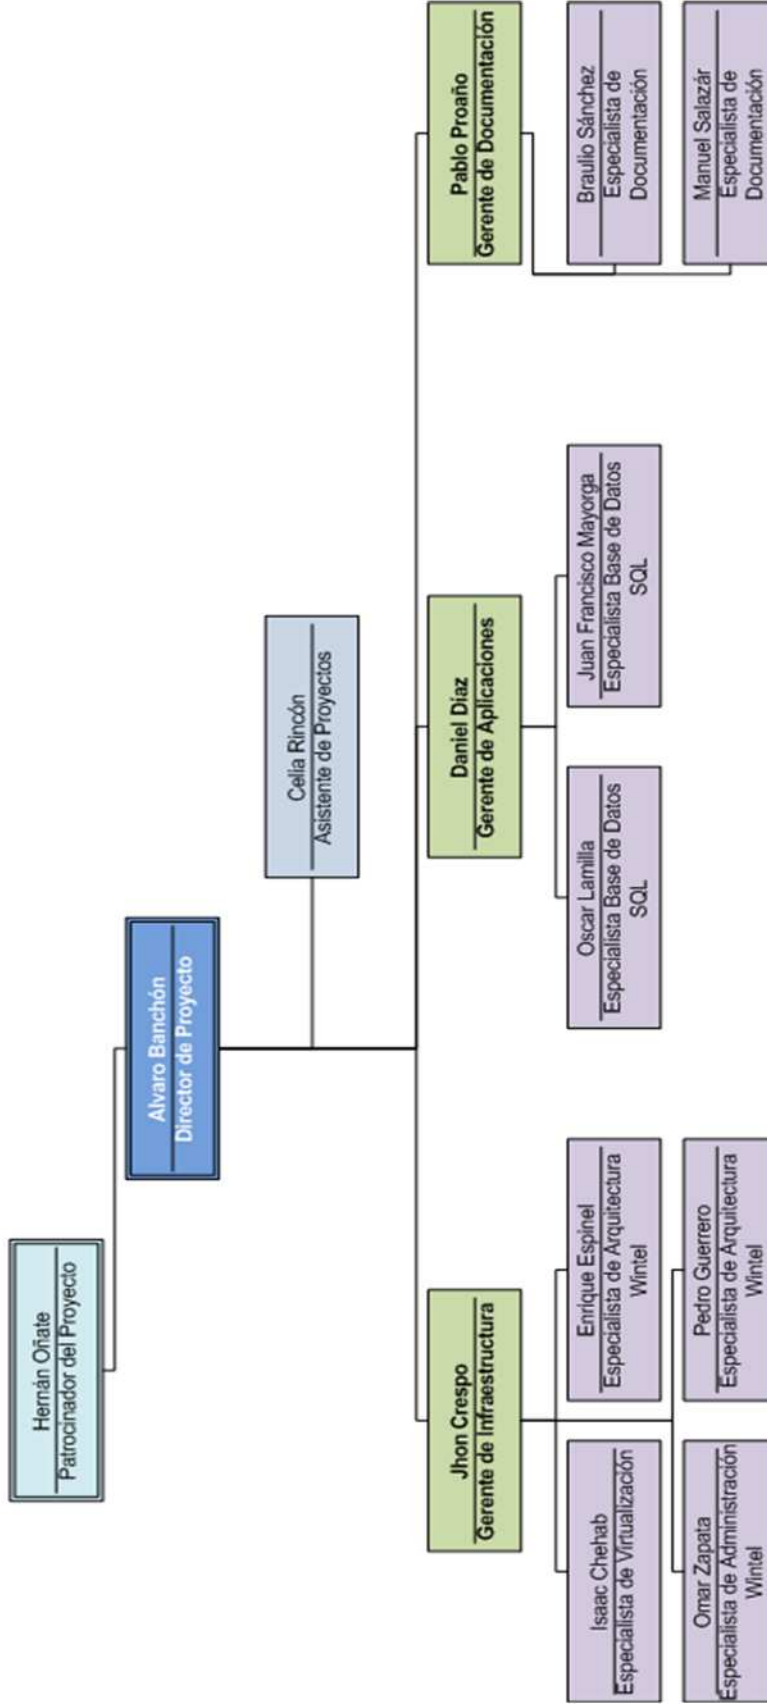 Hernán Oñate
Patrocinador del Proyecto
Alvaro Banchón
Director de Proyecto
Celia Rincón
Asistente de Proyectos
Jhon Crespo
Gerente de Infraestructura
Daniel Díaz
Gerente de Aplicaciones
Pablo Proaño
Gerente de Documentación
Isaac Chehab
Especialista de Virtualización
Enrique Espinel
Especialista de Arquitectura
Wintel
Oscar Lamilla
Especialista Base de Datos
SQL
Juan Francisco Mayorga
Especialista Base de Datos
SQL
Braulio Sánchez
Especialista de
Documentación
Omar Zapata
Especialista de Administración
Wintel
Pedro Guerrero
Especialista de Arquitectura
Wintel
Manuel Salazár
Especialista de
Documentación